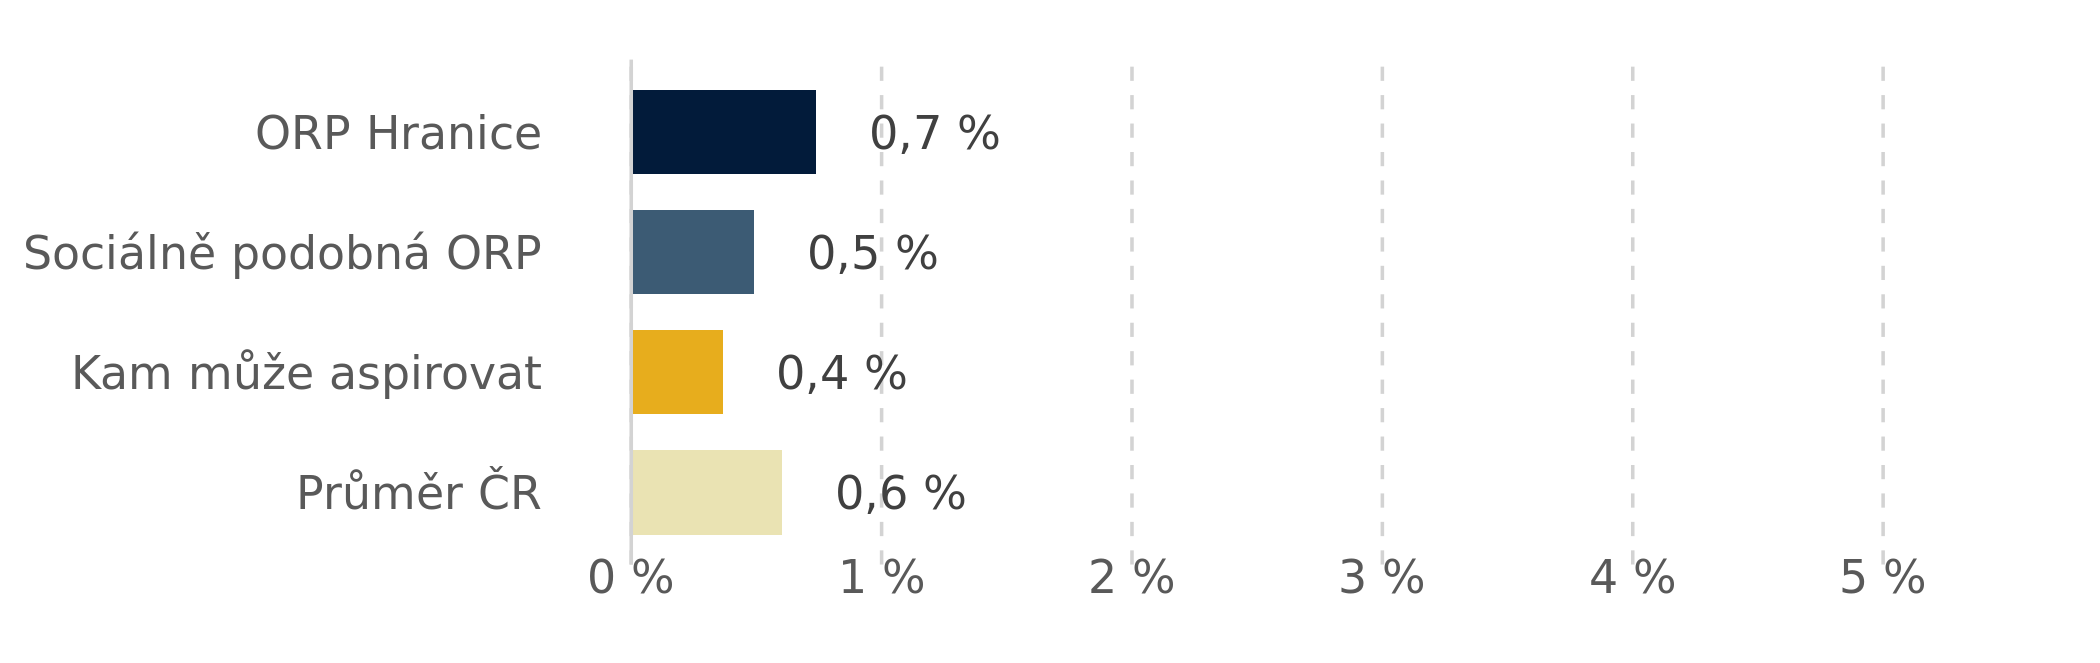 ORP Hranice 0,7 %
Sociálně podobná ORP 0,5 %
Kam může aspirovat 0,4 %
Průměr ČR 0,6 %
0 % 1 % 2 % 3 % 4 % 5 %